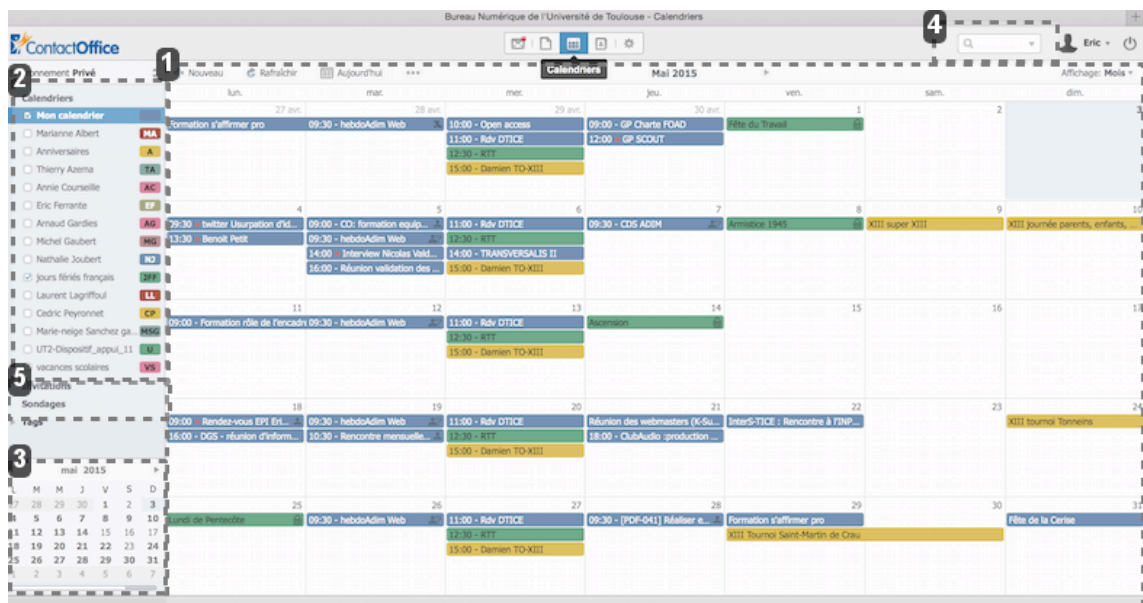 Bureau Numérique de l'Université de Toulouse - Calendriers
ContactOffice
4
Eric
1
Nouveau Rafraîchir Aujourd'hui ••• Calendriers Mai 2015 Affichage: Mois
2
Privé
Calendriers
Mon calendrier
Marianne Albert MA
Anniversaires A
Thierry Azema TA
Annie Courseille AC
Eric Ferrante EF
Arnaud Gardies AG
Michel Gaubert MG
Nathalie Joubert NJ
jours fériés français JFF
Laurent Lagriffoul LL
Cedric Peyronnet CP
Marie-neige Sanchez ga... MSG
UT2-Dispositif_appui_11 U
vacances scolaires VS
5
Invitations
Sondages
Tags
3
mai 2015
M M J V S D
28 29 30 1 2 3
5 6 7 8 9 10
11 12 13 14 15 16 17
18 19 20 21 22 23 24
25 26 27 28 29 30 31
1 2 3 4 5 6 7
lun. mar. mer. jeu. ven. sam. dim.
27 avr. 28 avr. 29 avr. 30 avr. 1 2 3
Formation s'affirmer pro 09:30 - hebdoAdim Web 10:00 - Open access 09:00 - GP Charte FOAD Fête du Travail
11:00 - Rdv DTICE 12:00 GP SCOUT
12:30 - RTT
15:00 - Damien TO-XIII
4 5 6 7 8 9 10
09:30 twitter Usurpation d'id... 09:00 - CO: formation equip... 11:00 - Rdv DTICE 09:30 - CDS ADIM Armistice 1945 XIII super XIII XIII journée parents, enfants, ...
13:30 Benoit Petit 09:30 - hebdoAdim Web 12:30 - RTT
14:00 Interview Nicolas Vald... 14:00 - TRANSVERSALIS II
16:00 - Réunion validation des ... 15:00 - Damien TO-XIII
11 12 13 14 15 16 17
09:00 - Formation rôle de l'encadr 09:30 - hebdoAdim Web 11:00 - Rdv DTICE Ascension
12:30 - RTT
15:00 - Damien TO-XIII
18 19 20 21 22 23 24
09:00 Rendez-vous EPI Eri... 09:30 - hebdoAdim Web 11:00 - Rdv DTICE Réunion des webmasters (K-Su... InterS-TICE : Rencontre à l'INP... XIII tournoi Tonneins
16:00 - DGS - réunion d'inform... 10:30 - Rencontre mensuelle... 12:30 - RTT 18:00 - ClubAudio :production ...
15:00 - Damien TO-XIII
25 26 27 28 29 30 31
Lundi de Pentecôte 09:30 - hebdoAdim Web 11:00 - Rdv DTICE 09:30 - [PDF-041] Réaliser e... Formation s'affirmer pro Fête de la Cerise
12:30 - RTT XIII Tournoi Saint-Martin de Crau
15:00 - Damien TO-XIII